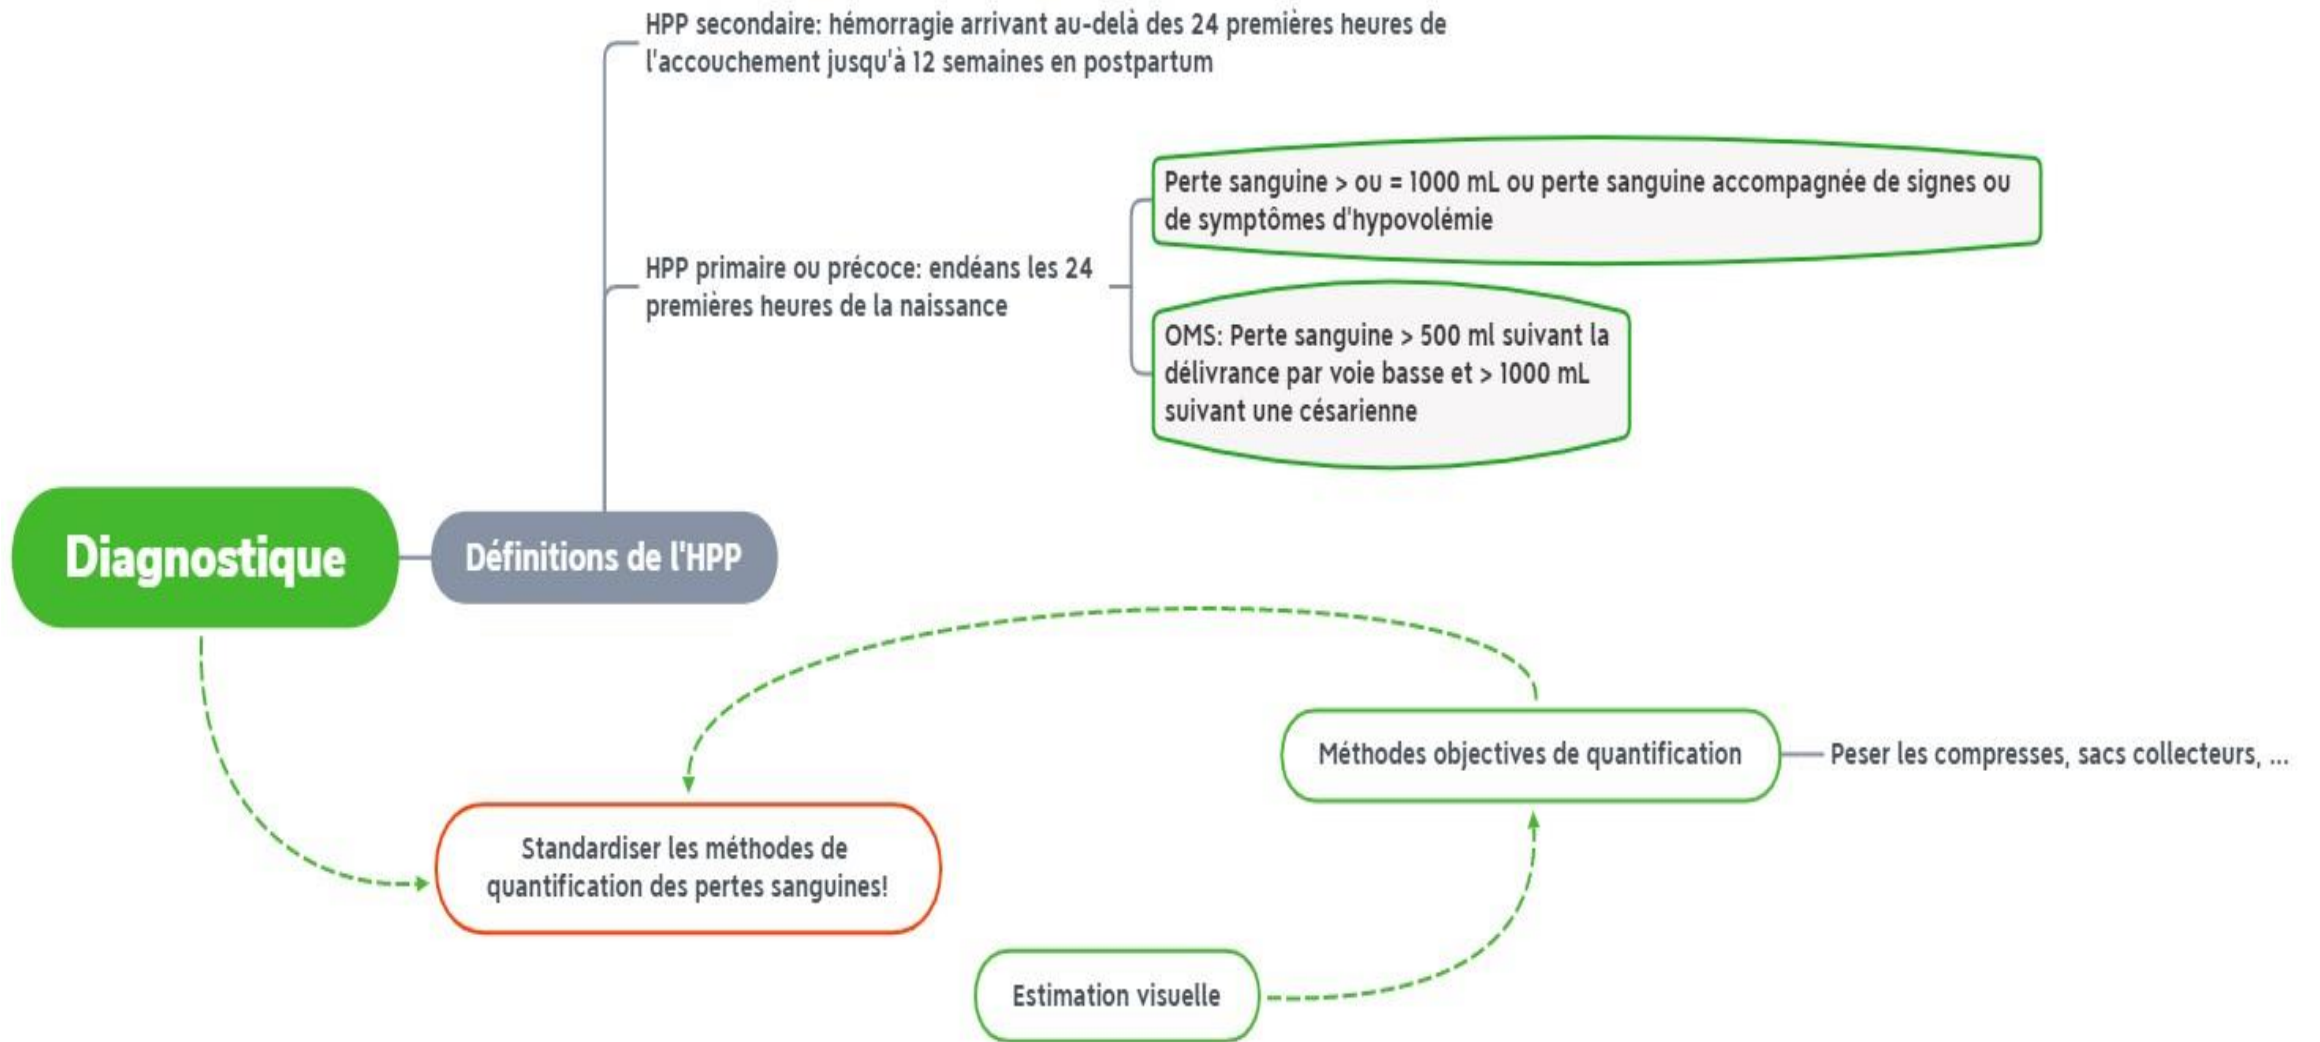 HPP secondaire: hémorragie arrivant au-delà des 24 premières heures de
l'accouchement jusqu'à 12 semaines en postpartum
Perte sanguine > ou = 1000 mL ou perte sanguine accompagnée de signes ou
de symptômes d'hypovolémie
HPP primaire ou précoce: endéans les 24
premières heures de la naissance
OMS: Perte sanguine > 500 ml suivant la
délivrance par voie basse et > 1000 mL
suivant une césarienne
Diagnostique
Définitions de l'HPP
Méthodes objectives de quantification
Peser les compresses, sacs collecteurs, ...
Standardiser les méthodes de
quantification des pertes sanguines!
Estimation visuelle